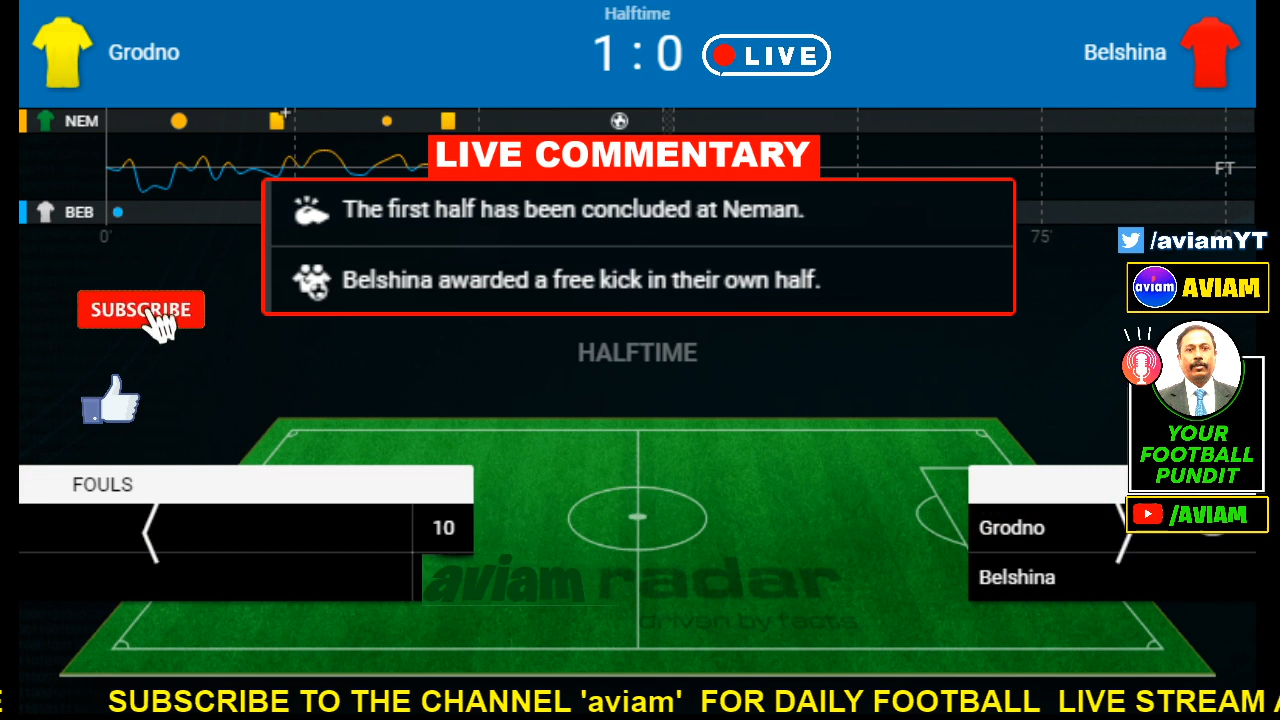 Halftime
Grodno
1 : 0
LIVE
Belshina
NEM
LIVE COMMENTARY
FT
The first half has been concluded at Neman.
BEB
0'
75'
/aviamYT
Belshina awarded a free kick in their own half.
aviam
AVIAM
SUBSCRIBE
HALFTIME
YOUR
FOOTBALL
PUNDIT
FOULS
/AVIAM
10
Grodno
Belshina
aviam radar
driven by facts
SUBSCRIBE TO THE CHANNEL 'aviam' FOR DAILY FOOTBALL LIVE STREAM